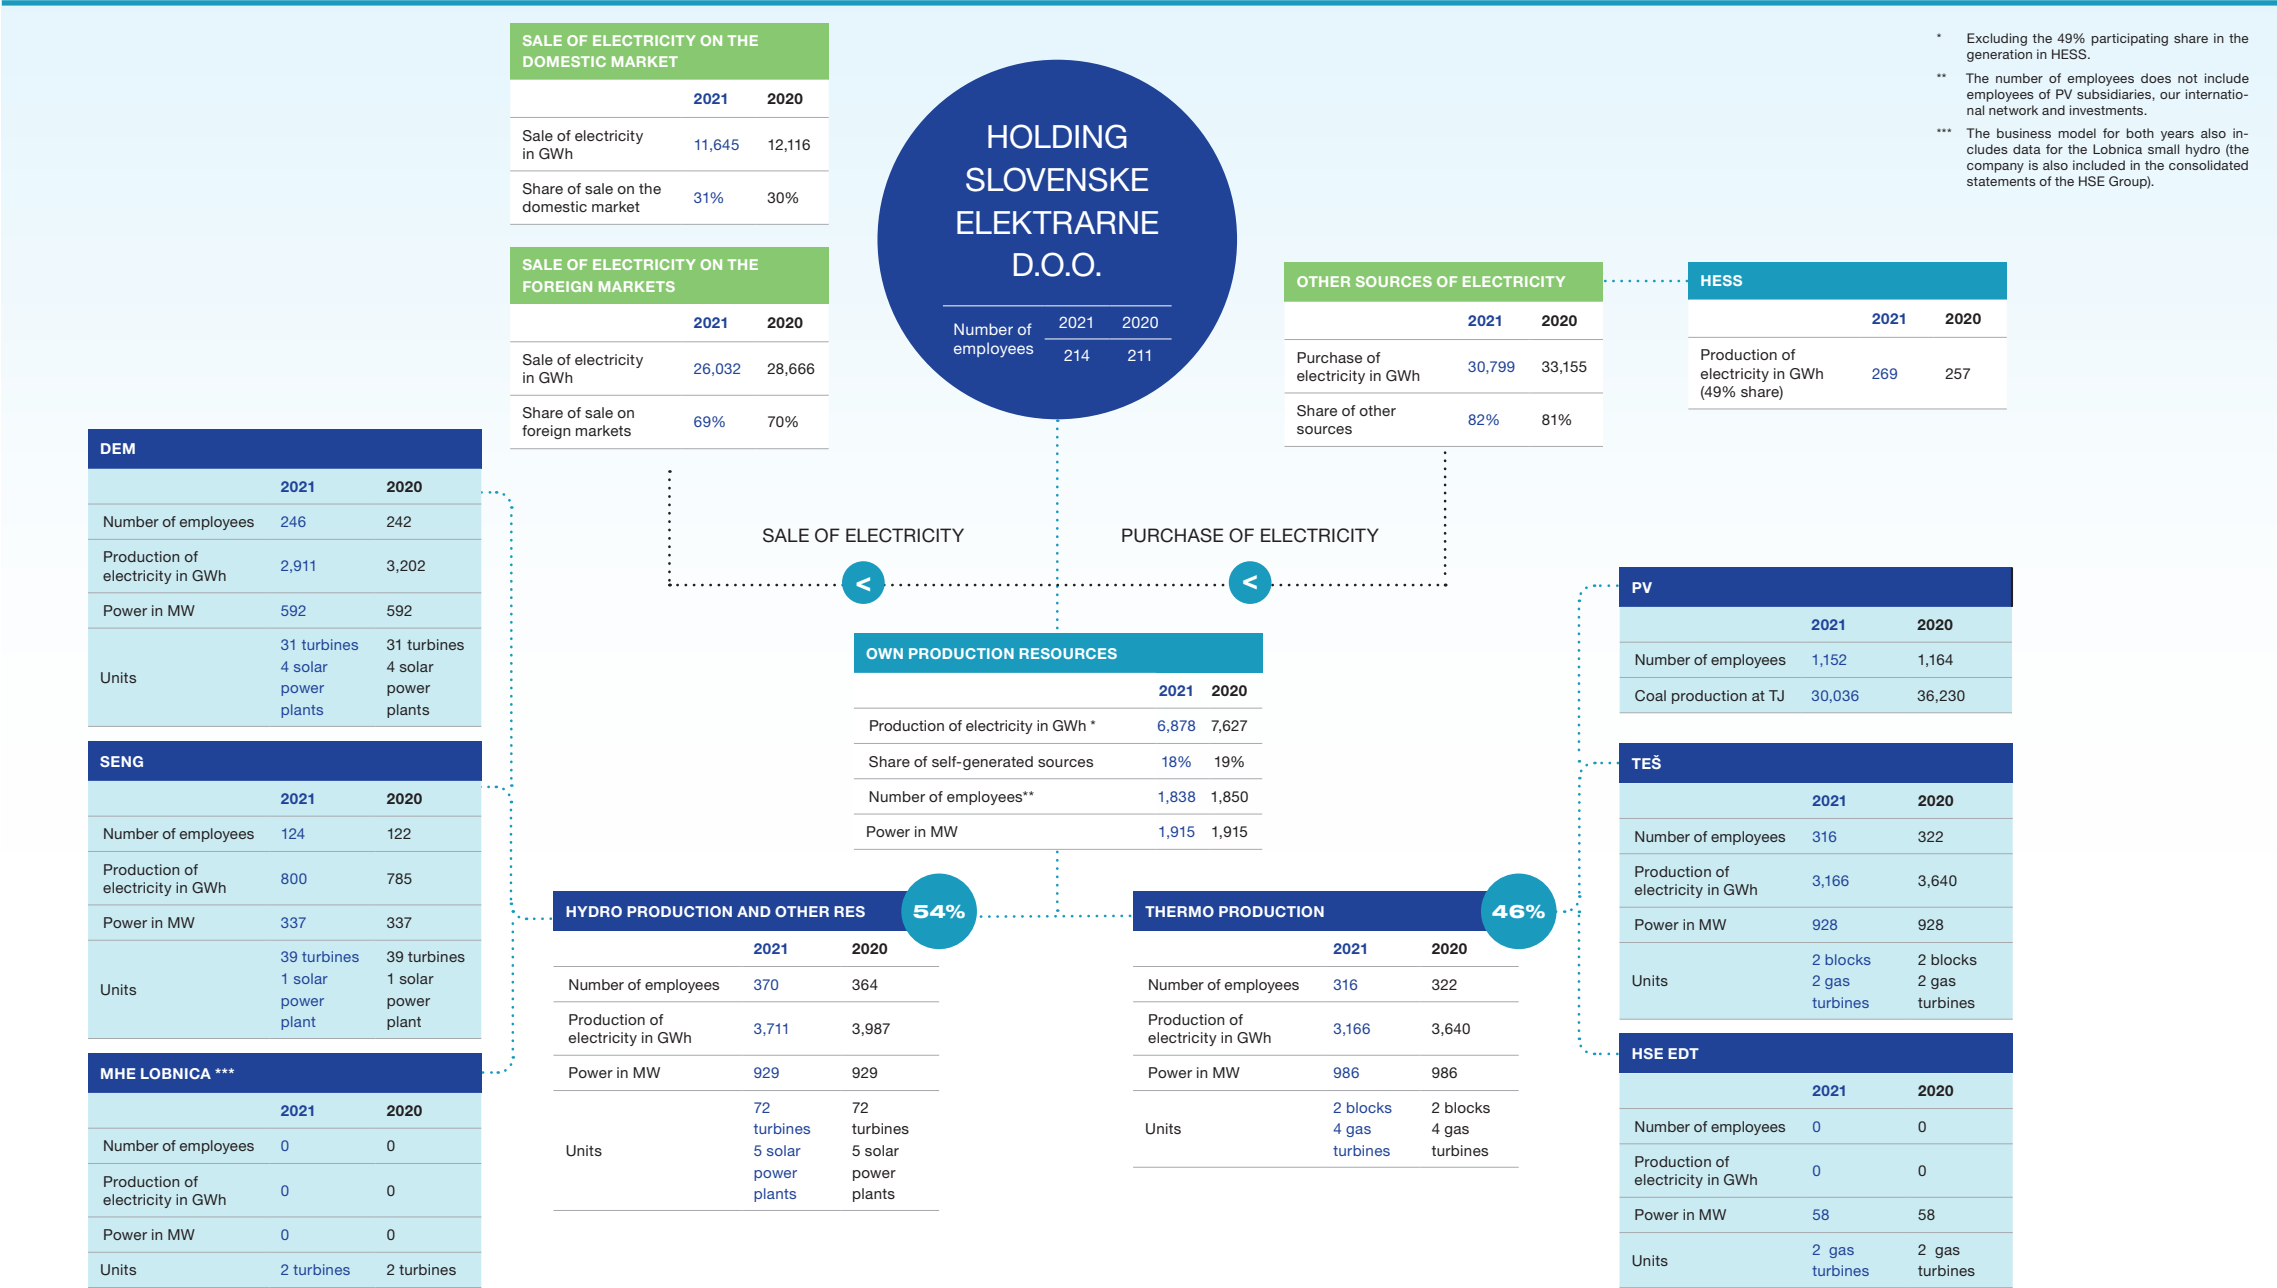 SALE OF ELECTRICITY ON THE
DOMESTIC MARKET
2021 2020
Sale of electricity
in GWh
11,645 12,116
Share of sale on the
domestic market
31% 30%
SALE OF ELECTRICITY ON THE
FOREIGN MARKETS
2021 2020
Sale of electricity
in GWh
26,032 28,666
Share of sale on
foreign markets
69% 70%
HOLDING
SLOVENSKE
ELEKTRARNE
D.O.O.
Number of
employees
2021 2020
214 211
* Excluding the 49% participating share in the
generation in HESS.
** The number of employees does not include
employees of PV subsidiaries, our internatio-
nal network and investments.
*** The business model for both years also in-
cludes data for the Lobnica small hydro (the
company is also included in the consolidated
statements of the HSE Group).
OTHER SOURCES OF ELECTRICITY
2021 2020
Purchase of
electricity in GWh
30,799 33,155
Share of other
sources
82% 81%
HESS
2021 2020
Production of
electricity in GWh
(49% share)
269 257
SALE OF ELECTRICITY
<
PURCHASE OF ELECTRICITY
<
DEM
2021 2020
Number of employees 246 242
Production of
electricity in GWh
2,911 3,202
Power in MW 592 592
Units
31 turbines 31 turbines
4 solar 4 solar
power power
plants plants
SENG
2021 2020
Number of employees 124 122
Production of
electricity in GWh
800 785
Power in MW 337 337
Units
39 turbines 39 turbines
1 solar 1 solar
power power
plant plant
MHE LOBNICA ***
2021 2020
Number of employees 0 0
Production of
electricity in GWh
0 0
Power in MW 0 0
Units 2 turbines 2 turbines
OWN PRODUCTION RESOURCES
2021 2020
Production of electricity in GWh * 6,878 7,627
Share of self-generated sources 18% 19%
Number of employees** 1,838 1,850
Power in MW 1,915 1,915
HYDRO PRODUCTION AND OTHER RES 54%
2021 2020
Number of employees 370 364
Production of
electricity in GWh
3,711 3,987
Power in MW 929 929
Units
72 72
turbines turbines
5 solar 5 solar
power power
plants plants
THERMO PRODUCTION 46%
2021 2020
Number of employees 316 322
Production of
electricity in GWh
3,166 3,640
Power in MW 986 986
Units
2 blocks 2 blocks
4 gas 4 gas
turbines turbines
PV
2021 2020
Number of employees 1,152 1,164
Coal production at TJ 30,036 36,230
TEŠ
2021 2020
Number of employees 316 322
Production of
electricity in GWh
3,166 3,640
Power in MW 928 928
Units
2 blocks 2 blocks
2 gas 2 gas
turbines turbines
HSE EDT
2021 2020
Number of employees 0 0
Production of
electricity in GWh
0 0
Power in MW 58 58
Units
2 gas 2 gas
turbines turbines